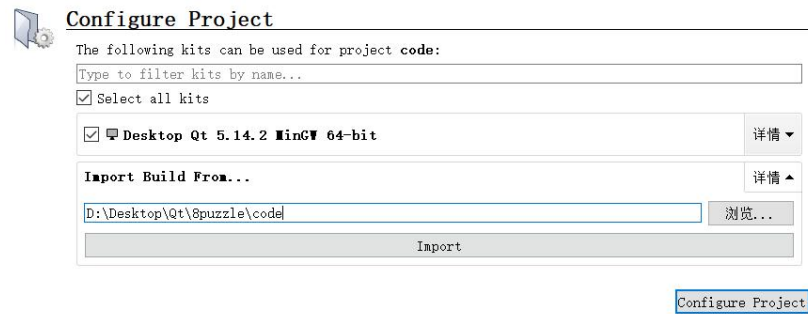 Configure Project
The following kits can be used for project code:
Type to filter kits by name...
Select all kits
Desktop Qt 5.14.2 MinGW 64-bit
详情
Import Build From...
详情
D:\Desktop\Qt\8puzzle\code
浏览...
Import
Configure Project